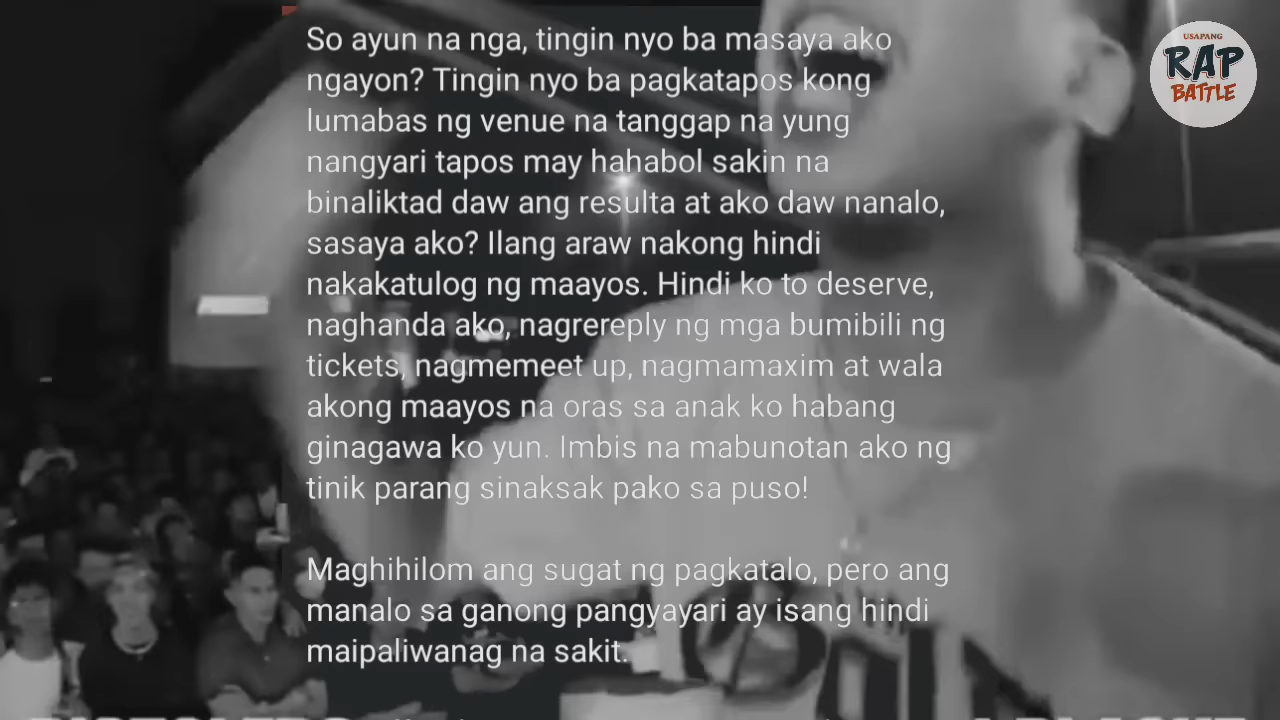 USAPANG
RAP
BATTLE
So ayun na nga, tingin nyo ba masaya ako
ngayon? Tingin nyo ba pagkatapos kong
lumabas ng venue na tanggap na yung
nangyari tapos may hahabol sakin na
binaliktad daw ang resulta at ako daw nanalo,
sasaya ako? Ilang araw nakong hindi
nakakatulog ng maayos. Hindi ko to deserve,
naghanda ako, nagrereply ng mga bumibili ng
tickets, nagmemeet up, nagmamaxim at wala
akong maayos na oras sa anak ko habang
ginagawa ko yun. Imbis na mabunotan ako ng
tinik parang sinaksak pako sa puso!
Maghihilom ang sugat ng pagkatalo, pero ang
manalo sa ganong pangyayari ay isang hindi
maipaliwanag na sakit.